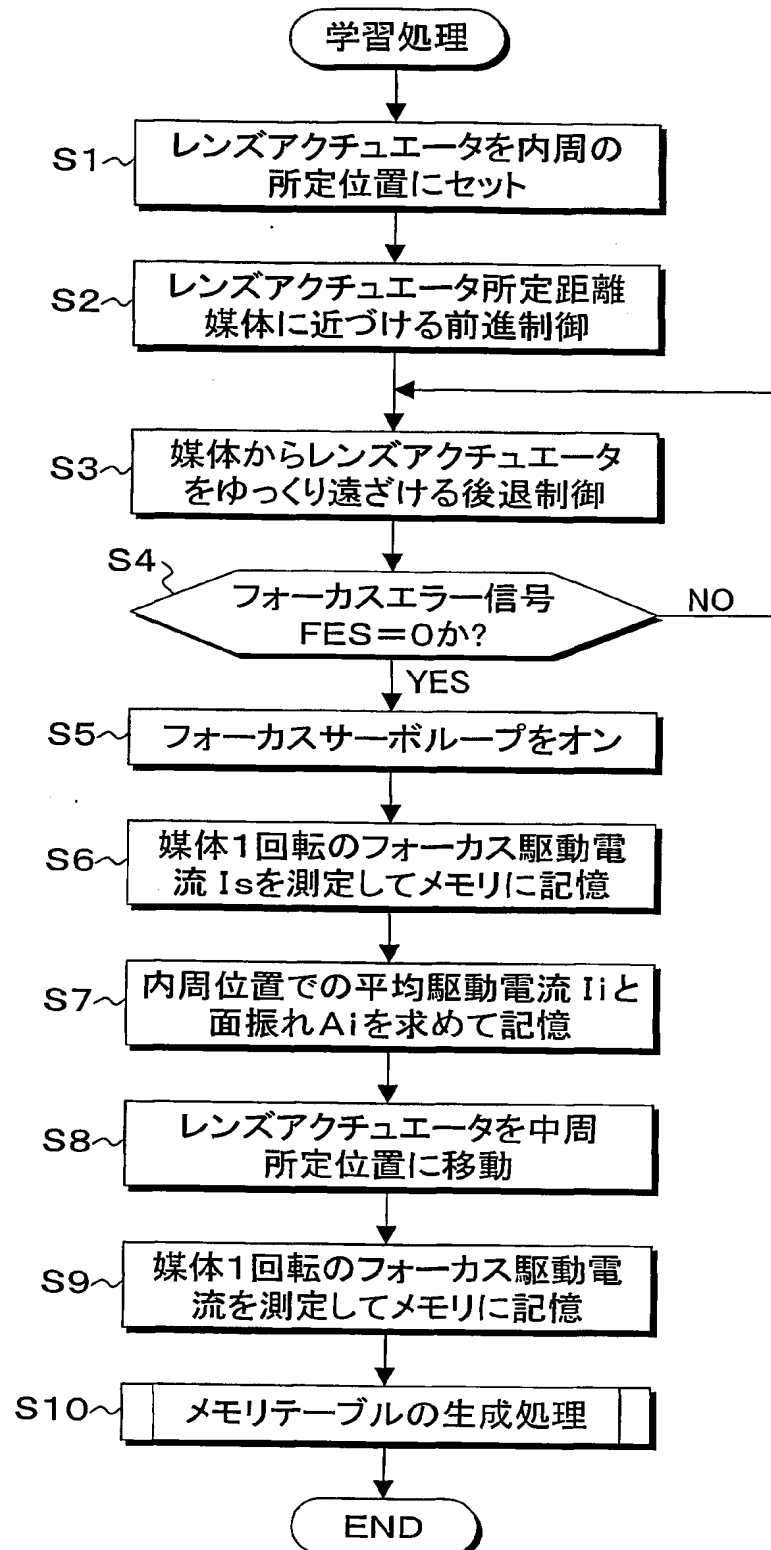 学習処理
S1
レンズアクチュエータを内周の
所定位置にセット
S2
レンズアクチュエータ所定距離
媒体に近づける前進制御
S3
媒体からレンズアクチュエータ
をゆっくり遠ざける後退制御
S4
フォーカスエラー信号
FES=0か?
NO
YES
S5
フォーカスサーボループをオン
S6
媒体1回転のフォーカス駆動電
流Isを測定してメモリに記憶
S7
内周位置での平均駆動電流Iiと
面振れAiを求めて記憶
S8
レンズアクチュエータを中周
所定位置に移動
S9
媒体1回転のフォーカス駆動電
流を測定してメモリに記憶
S10
メモリテーブルの生成処理
END